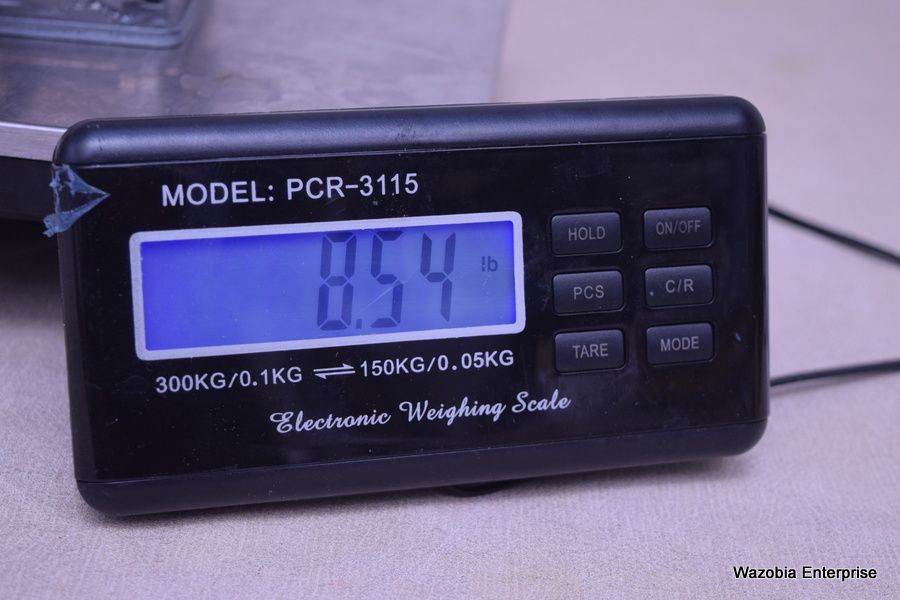 MODEL: PCR-3115
8.54 lb
HOLD ON/OFF
PCS C/R
TARE MODE
300KG/0.1KG ⇌ 150KG/0.05KG
Electronic Weighing Scale
Wazobia Enterprise